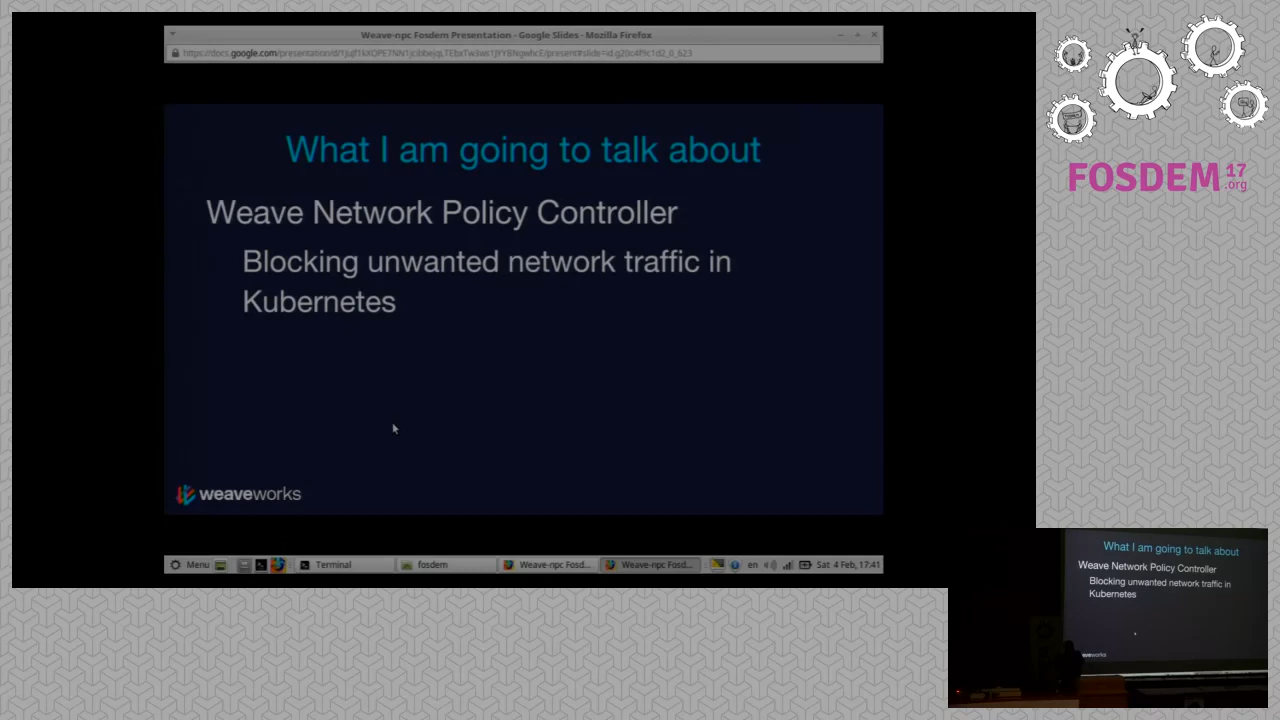 Weave-npc Fosdem Presentation - Google Slides - Mozilla Firefox
What I am going to talk about
Weave Network Policy Controller
Blocking unwanted network traffic in
Kubernetes
weaveworks
Menu
Terminal
fosdem
Weave-npc Fosd...
Weave-npc Fosd...
en
Sat 4 Feb, 17:41
FOSDEM 17
.org
What I am going to talk about
Weave Network Policy Controller
Blocking unwanted network traffic in
Kubernetes